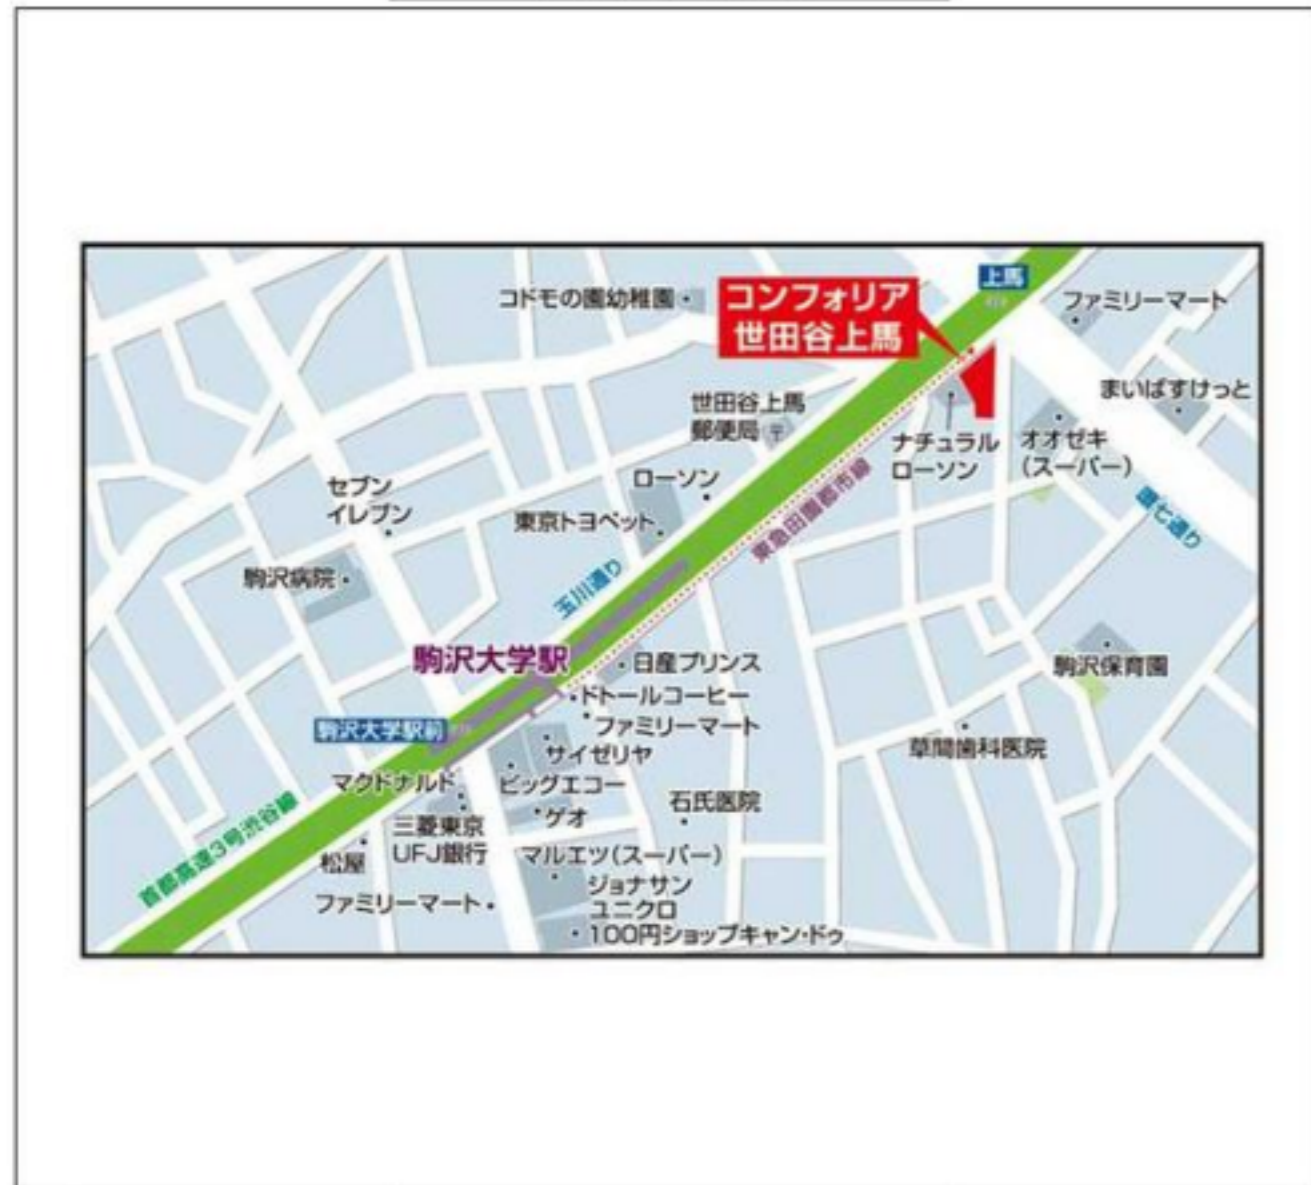 上馬
コドモの園幼稚園
コンフォリア
世田谷上馬
ファミリーマート
まいばすけっと
世田谷上馬
郵便局
ナチュラル
ローソン
オオゼキ
(スーパー)
ローソン
セブン
イレブン
東京トヨペット
東急田園都市線
環七通り
駒沢病院
玉川通り
駒沢大学駅
日産プリンス
駒沢保育園
ドトールコーヒー
駒沢大学駅前
ファミリーマート
草間歯科医院
サイゼリヤ
マクドナルド
ビッグエコー
石氏医院
ゲオ
首都高速3号渋谷線
三菱東京
UFJ銀行
松屋
マルエツ(スーパー)
ジョナサン
ユニクロ
ファミリーマート
100円ショップキャン・ドゥ